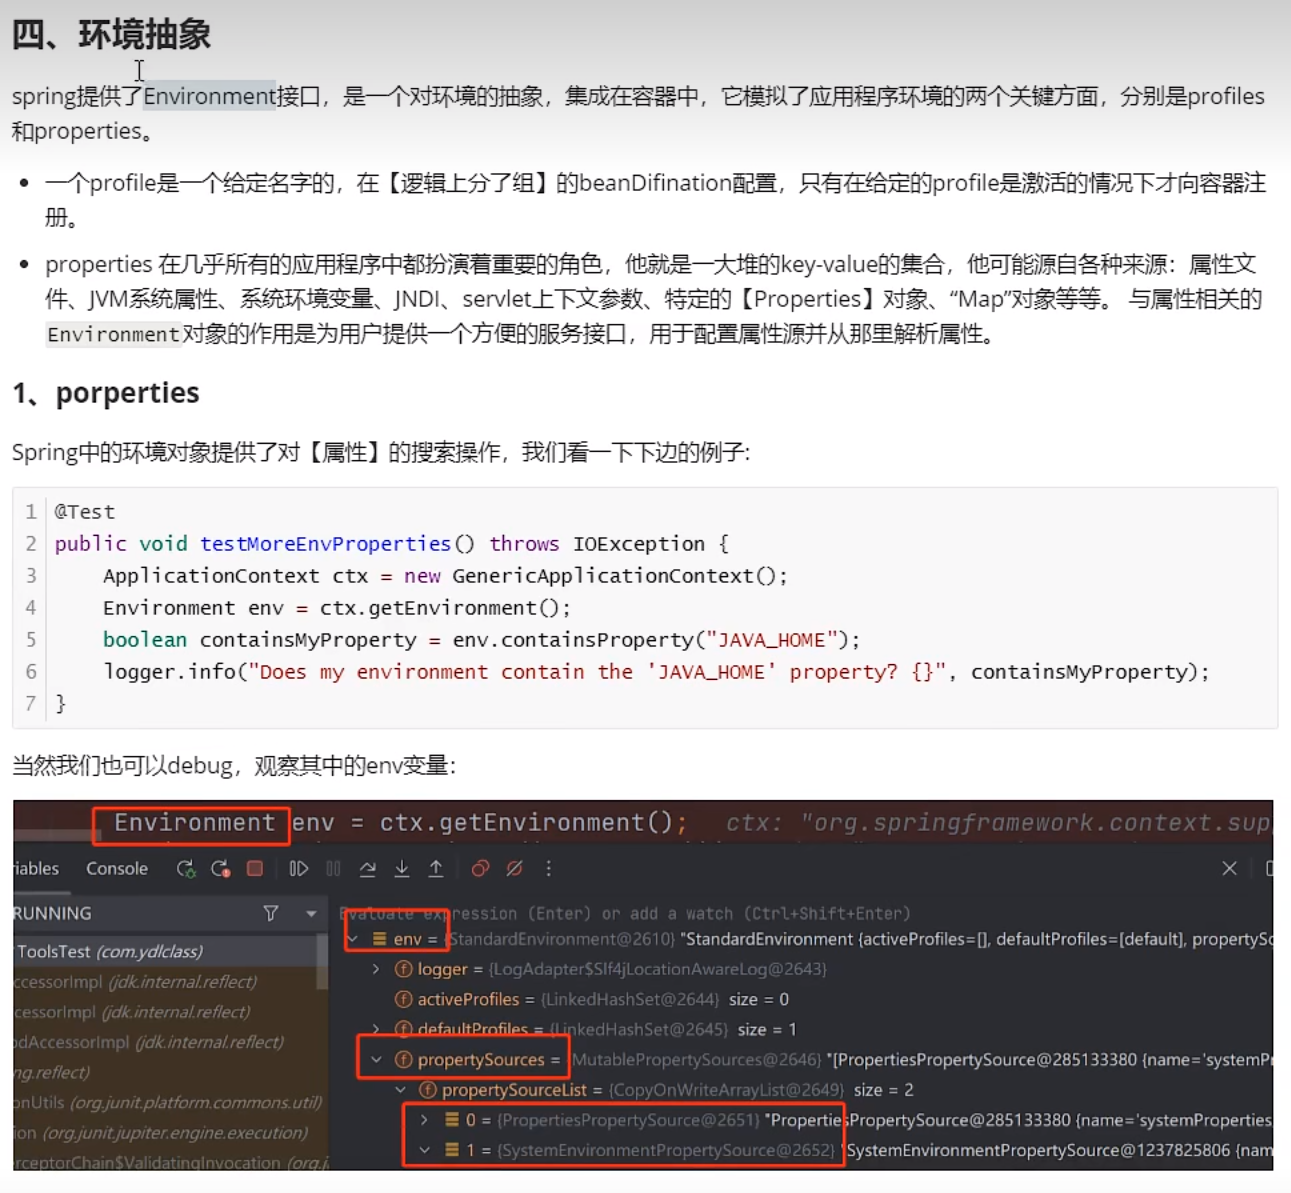 四、环境抽象
spring提供了Environment接口，是一个对环境的抽象，集成在容器中，它模拟了应用程序环境的两个关键方面，分别是profiles
和properties。
• 一个profile是一个给定名字的，在【逻辑上分了组】的beanDifination配置，只有在给定的profile是激活的情况下才向容器注
册。
• properties 在几乎所有的应用程序中都扮演着重要的角色，他就是一大堆的key-value的集合，他可能源自各种来源：属性文
件、JVM系统属性、系统环境变量、JNDI、servlet上下文参数、特定的【Properties】对象、“Map”对象等等。 与属性相关的
Environment对象的作用是为用户提供一个方便的服务接口，用于配置属性源并从那里解析属性。
1、porperties
Spring中的环境对象提供了对【属性】的搜索操作，我们看一下下边的例子:
1 @Test
2 public void testMoreEnvProperties() throws IOException {
3 ApplicationContext ctx = new GenericApplicationContext();
4 Environment env = ctx.getEnvironment();
5 boolean containsMyProperty = env.containsProperty("JAVA_HOME");
6 logger.info("Does my environment contain the 'JAVA_HOME' property? {}", containsMyProperty);
7 }
当然我们也可以debug，观察其中的env变量：
Environment env = ctx.getEnvironment(); ctx: "org.springframework.context.sup
iables Console
RUNNING
Evaluate expression (Enter) or add a watch (Ctrl+Shift+Enter)
ToolsTest (com.ydlclass)
env = {StandardEnvironment@2610} "StandardEnvironment {activeProfiles=[], defaultProfiles=[default], propertySo
ccessorImpl (jdk.internal.reflect)
logger = {LogAdapter$Slf4jLocationAwareLog@2643}
cessorImpl (jdk.internal.reflect)
activeProfiles = {LinkedHashSet@2644} size = 0
odAccessorImpl (jdk.internal.reflect)
defaultProfiles = {LinkedHashSet@2645} size = 1
ng.reflect)
propertySources = {MutablePropertySources@2646} "[PropertiesPropertySource@285133380 {name='systemPr
onUtils (org.junit.platform.commons.util)
propertySourceList = {CopyOnWriteArrayList@2649} size = 2
ion (org.junit.jupiter.engine.execution)
0 = {PropertiesPropertySource@2651} "PropertiesPropertySource@285133380 {name='systemProperties
rceptorChain$ValidatingInvocation (org.j
1 = {SystemEnvironmentPropertySource@2652} "SystemEnvironmentPropertySource@1237825806 {nam